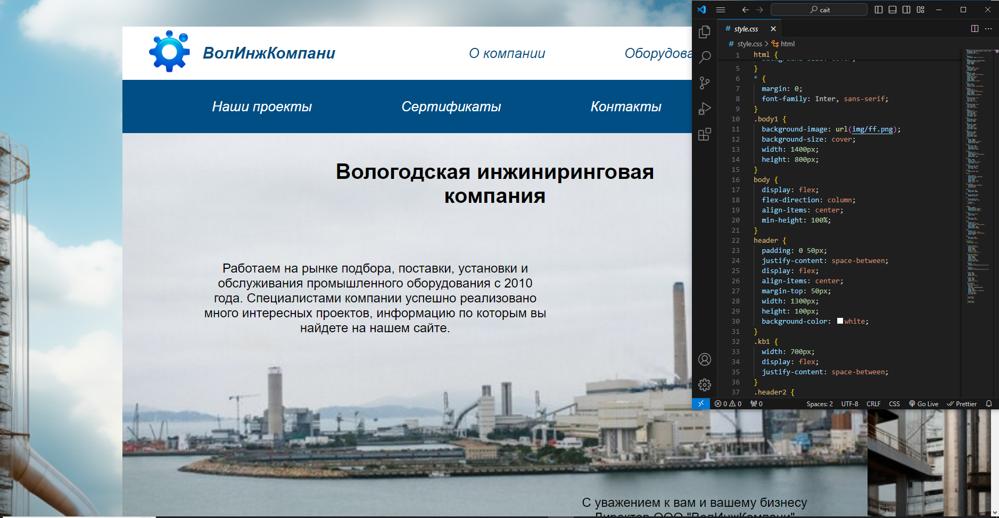 ВолИнжКомпани
О компании
Наши проекты
Сертификаты
Контакты
Вологодская инжиниринговая
компания
Работаем на рынке подбора, поставки, установки и
обслуживания промышленного оборудования с 2010
года. Специалистами компании успешно реализовано
много интересных проектов, информацию по которым вы
найдете на нашем сайте.
С уважением к вам и вашему бизнесу
Директор ООО "ВолИнжКомпани"
cait
# style.css
# style.css > html
1 html {
5 }
6 * {
7 margin: 0;
8 font-family: Inter, sans-serif;
9 }
10 .body1 {
11 background-image: url(img/ff.png);
12 background-size: cover;
13 width: 1400px;
14 height: 800px;
15 }
16 body {
17 display: flex;
18 flex-direction: column;
19 align-items: center;
20 min-height: 100%;
21 }
22 header {
23 padding: 0 50px;
24 justify-content: space-between;
25 display: flex;
26 align-items: center;
27 margin-top: 50px;
28 width: 1300px;
29 height: 100px;
30 background-color: white;
31 }
32 .kb1 {
33 width: 700px;
34 display: flex;
35 justify-content: space-between;
36 }
37 .header2 {
0 0 0 Spaces: 2 UTF-8 CRLF CSS Go Live Prettier